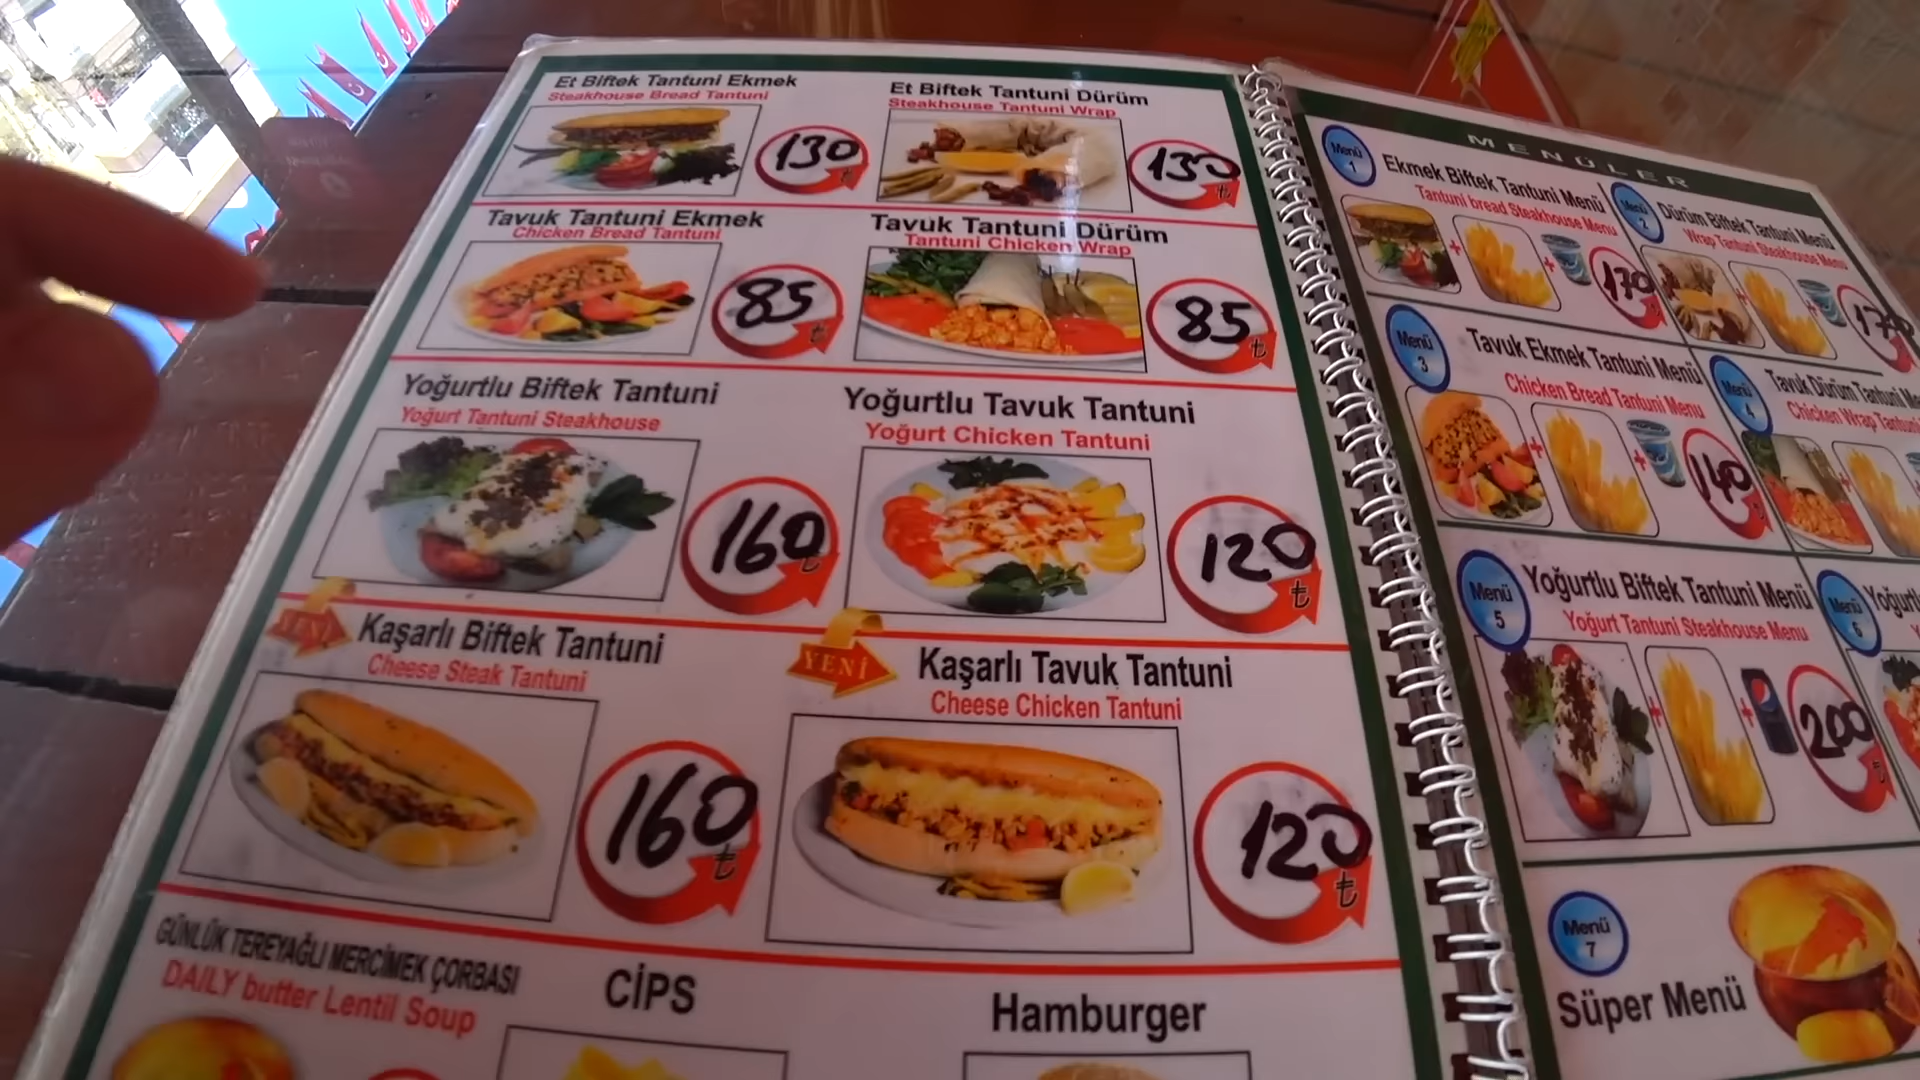 Et Biftek Tantuni Ekmek
Steakhouse Bread Tantuni
130
₺
Et Biftek Tantuni Dürüm
Steakhouse Tantuni Wrap
130
₺
Tavuk Tantuni Ekmek
Chicken Bread Tantuni
85
₺
Tavuk Tantuni Dürüm
Tantuni Chicken Wrap
85
₺
Yoğurtlu Biftek Tantuni
Yoğurt Tantuni Steakhouse
160
₺
Yoğurtlu Tavuk Tantuni
Yoğurt Chicken Tantuni
120
₺
YENİ
Kaşarlı Biftek Tantuni
Cheese Steak Tantuni
160
₺
YENİ
Kaşarlı Tavuk Tantuni
Cheese Chicken Tantuni
120
₺
GÜNLÜK TEREYAĞLI MERCİMEK ÇORBASI
DAILY butter Lentil Soup
CİPS
Hamburger
MENÜLER
Menü
1
Ekmek Biftek Tantuni Menü
Tantuni bread Steakhouse Menu
170
Menü
2
Dürüm Biftek Tantuni Menü
Wrap Tantuni Steakhouse Menu
170
Menü
3
Tavuk Ekmek Tantuni Menü
Chicken Bread Tantuni Menu
140
Menü
4
Tavuk Dürüm Tantuni
Chicken Wrap
Menü
5
Yoğurtlu Biftek Tantuni Menü
Yoğurt Tantuni Steakhouse Menu
200
₺
Menü
6
Menü
7
Süper Menü